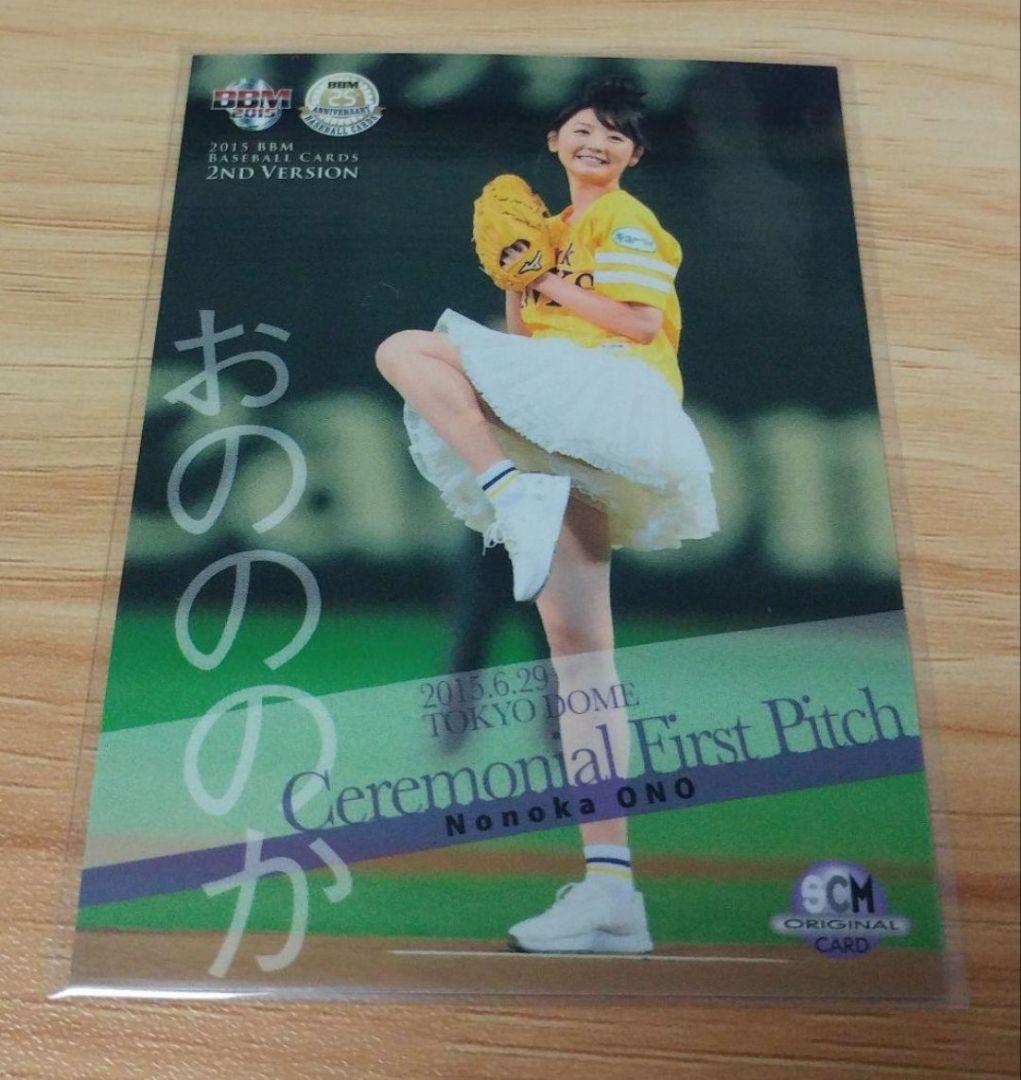 BBM
2015
BBM
25
ANNIVERSARY
BASEBALL CARDS
2015 BBM
BASEBALL CARDS
2ND VERSION
おののか
2015.6.29
TOKYO DOME
Ceremonial First Pitch
Nonoka ONO
SCM
ORIGINAL
CARD